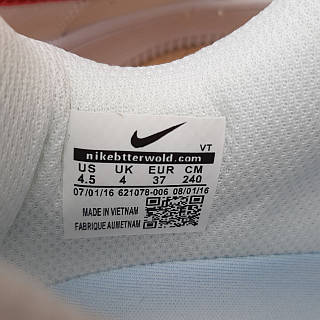 VT
nikebtterwold.com
US UK EUR CM
4.5 4 37 240
07/01/16 621078-006 08/01/16
MADE IN VIETNAM
FABRIQUE AUMETNAM